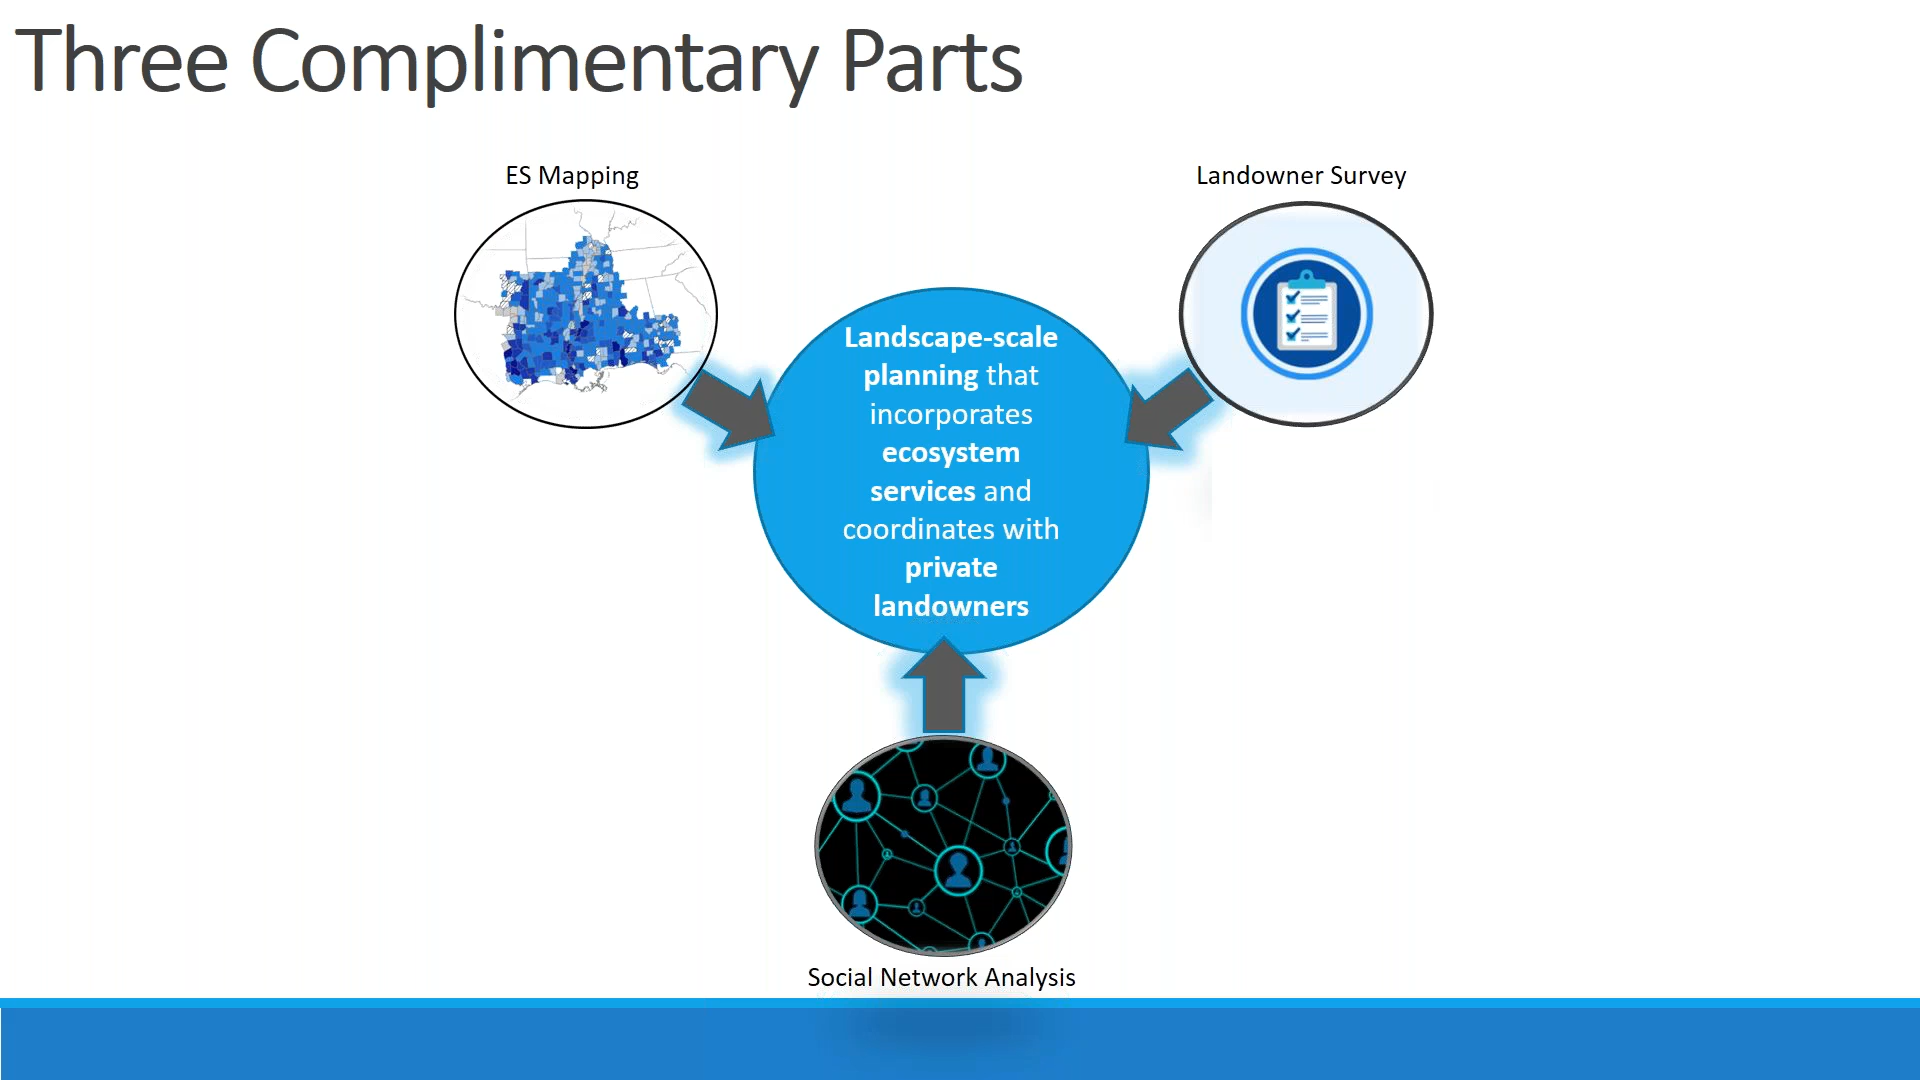 Three Complimentary Parts
ES Mapping
Landowner Survey
Landscape-scale
planning that
incorporates
ecosystem
services and
coordinates with
private
landowners
Social Network Analysis